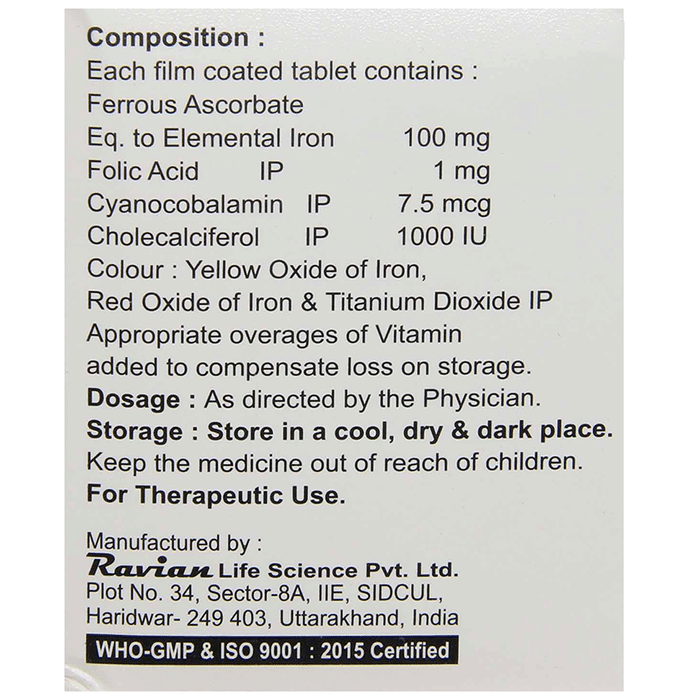 Composition :
Each film coated tablet contains :
Ferrous Ascorbate
Eq. to Elemental Iron 100 mg
Folic Acid IP 1 mg
Cyanocobalamin IP 7.5 mcg
Cholecalciferol IP 1000 IU
Colour : Yellow Oxide of Iron,
Red Oxide of Iron & Titanium Dioxide IP
Appropriate overages of Vitamin
added to compensate loss on storage.
Dosage : As directed by the Physician.
Storage : Store in a cool, dry & dark place.
Keep the medicine out of reach of children.
For Therapeutic Use.
Manufactured by :
Ravian Life Science Pvt. Ltd.
Plot No. 34, Sector-8A, IIE, SIDCUL,
Haridwar- 249 403, Uttarakhand, India
WHO-GMP & ISO 9001 : 2015 Certified